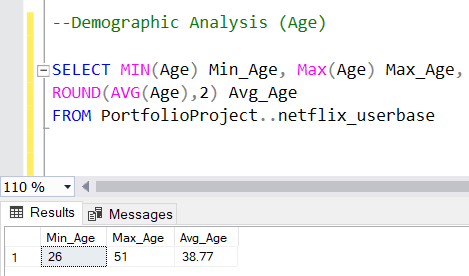 --Demographic Analysis (Age)
SELECT MIN(Age) Min_Age, Max(Age) Max_Age,
ROUND(AVG(Age),2) Avg_Age
FROM PortfolioProject..netflix_userbase
110 %
Results Messages
Min_Age Max_Age Avg_Age
1 26 51 38.77